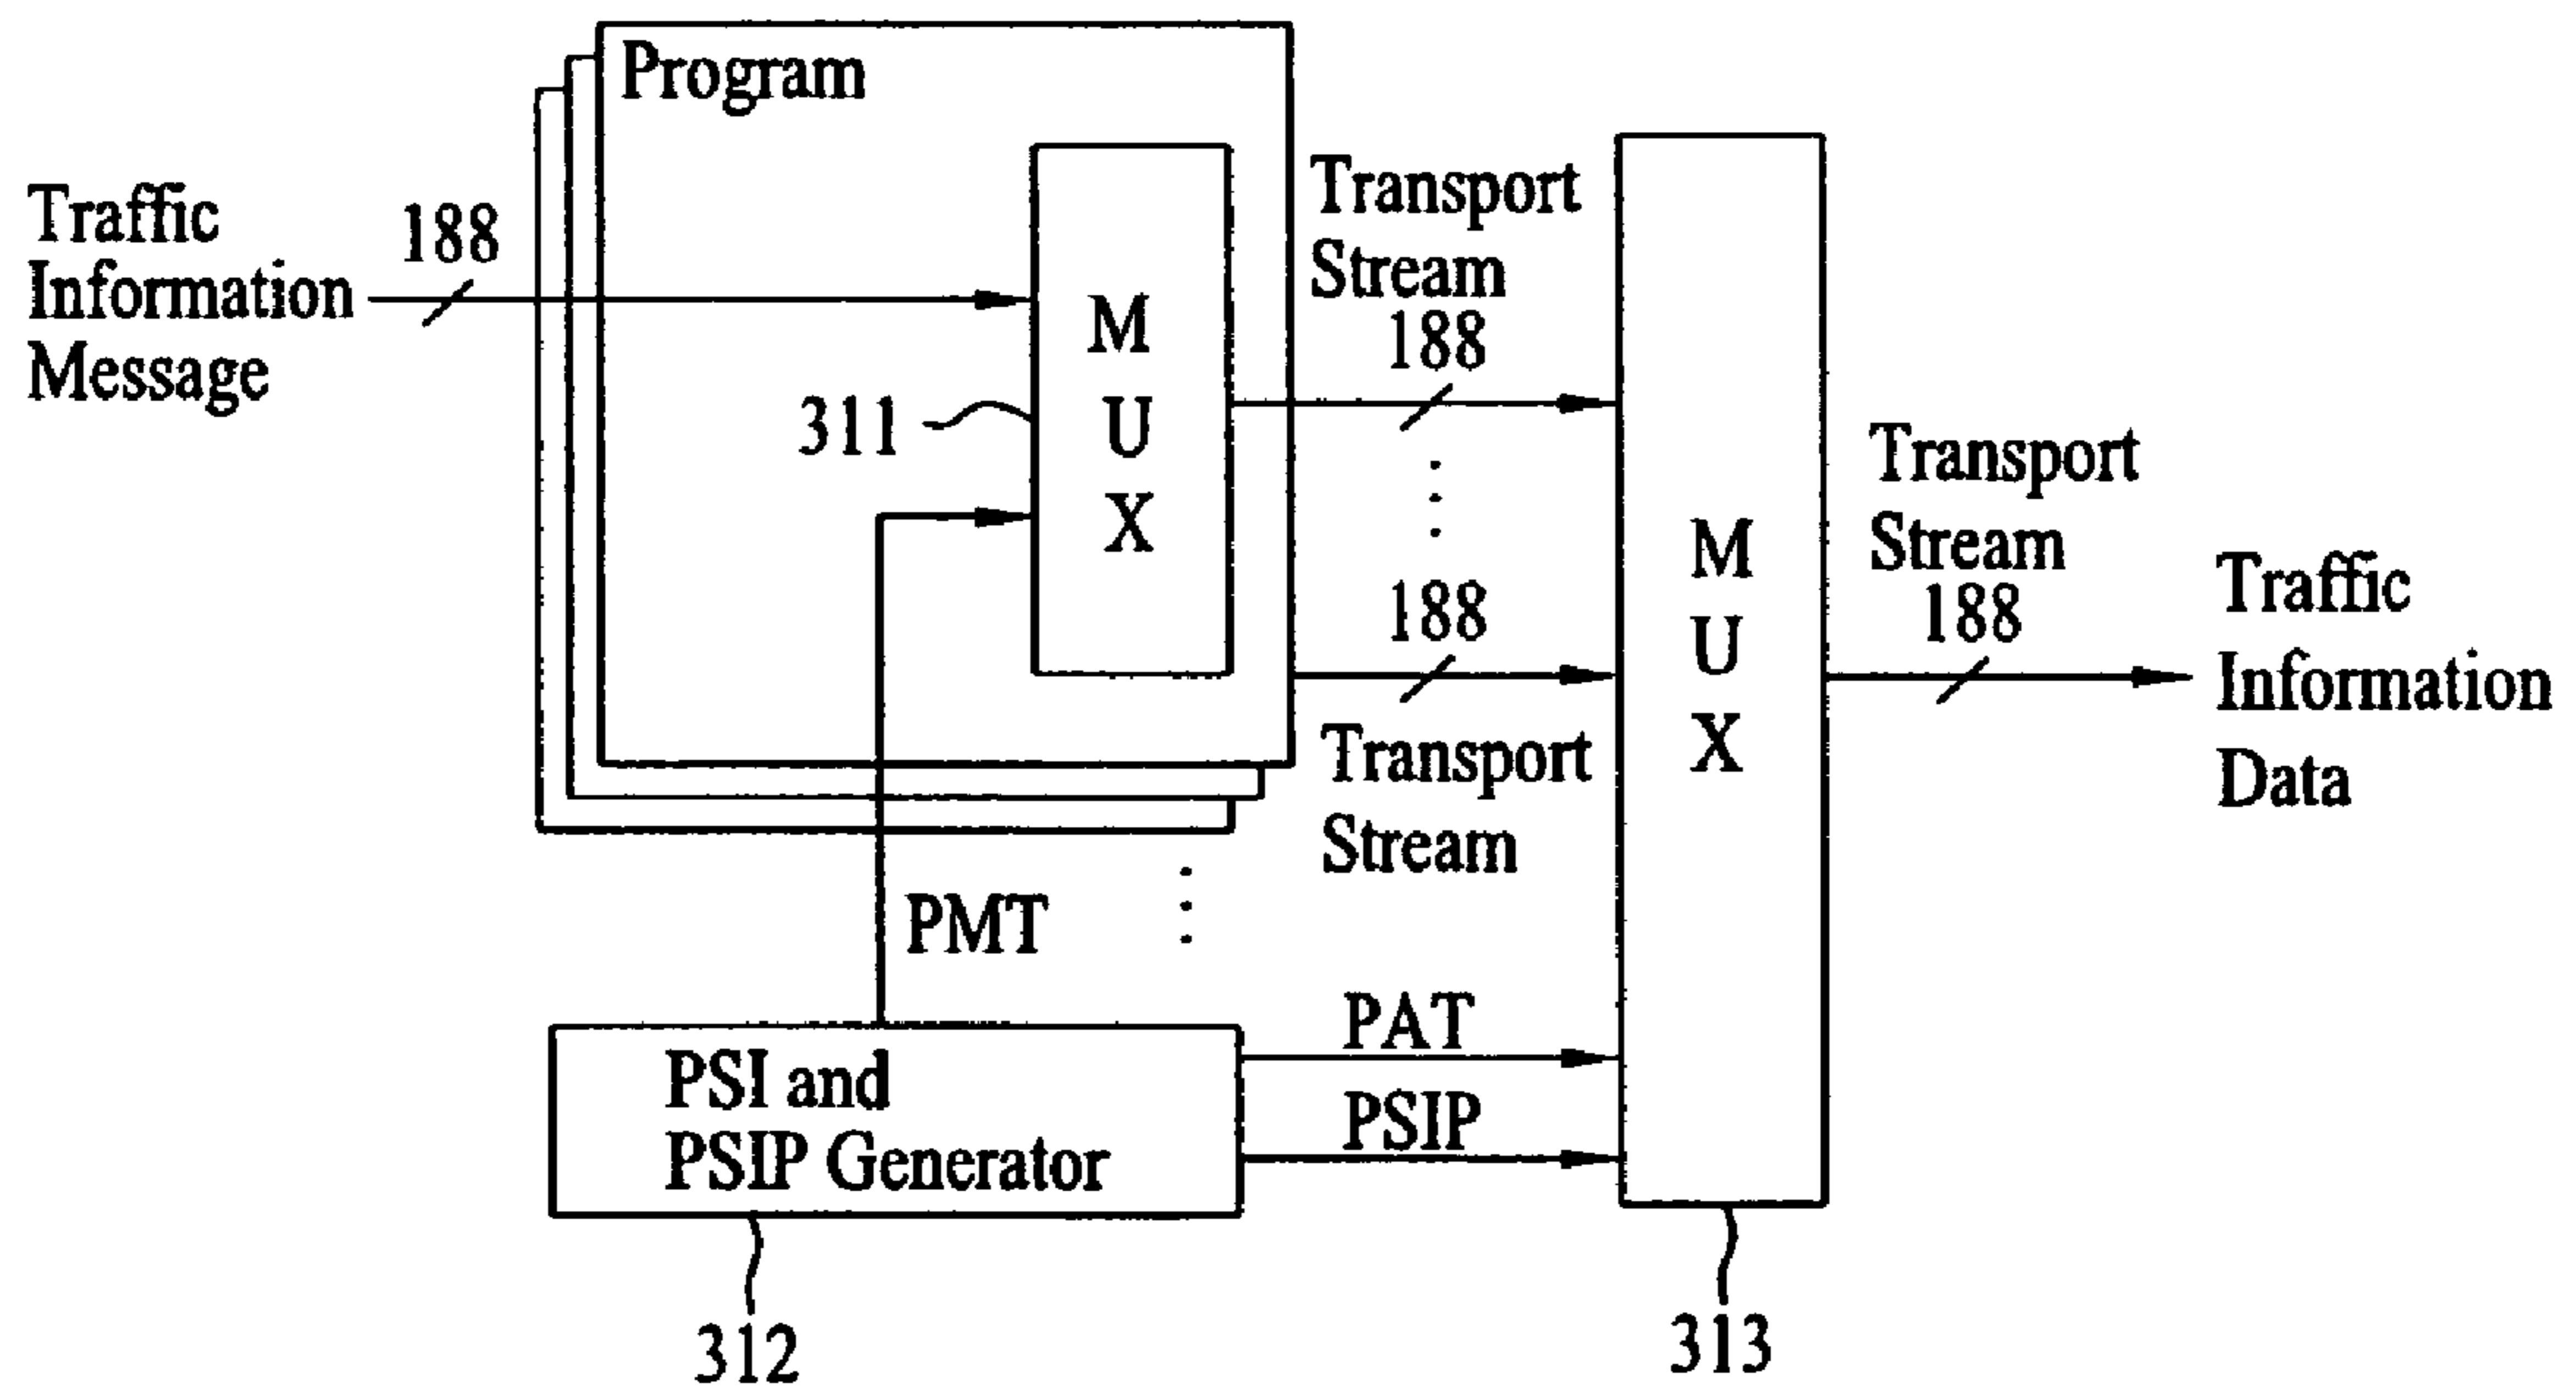 Program
Traffic
Information
Message
188
311
M
U
X
Transport
Stream
188
188
Transport
Stream
M
U
X
Transport
Stream
188
Traffic
Information
Data
PMT
PSI and
PSIP Generator
PAT
PSIP
312
313